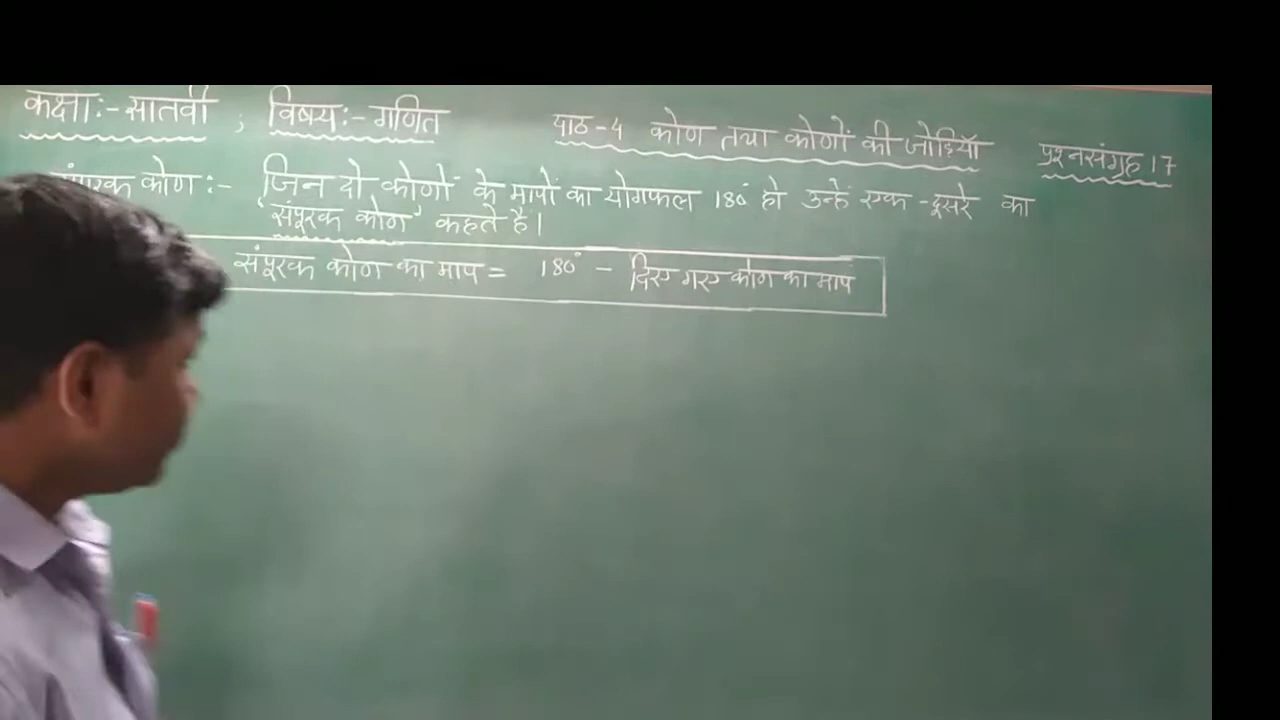 कक्षाः- सातवी , विषयः- गणित पाठ-4 कोण तथा कोणों की जोडियाँ प्रश्नसंग्रह 17
कोणः- जिन दो कोणों के मापों का योगफल 180° हो उन्हें एक-दूसरे का
'संपूरक कोण' कहते है।
संपूरक कोण का माप = 180° - दिए गए कोण का माप